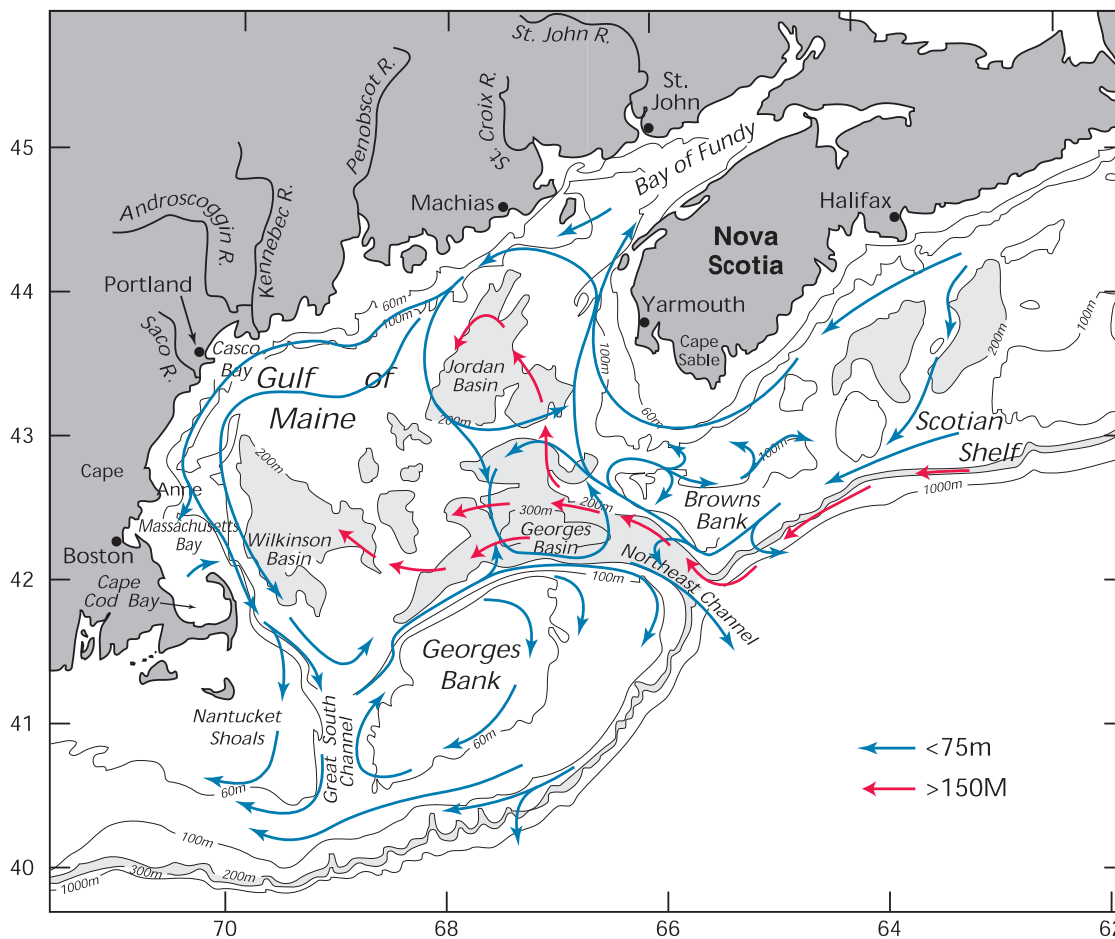 St. John R.
Penobscot R.
St. Croix R.
St.
John
45
Bay of Fundy
Androscoggin R.
Kennebec R.
Machias
Halifax
Nova
Scotia
Portland
44
60m
100m
Yarmouth
Saco R.
Casco
Bay
Cape
Sable
100m
200m
100m
Gulf of
Maine
Jordan
Basin
60m
200m
43
Scotian
Shelf
200m
100m
Cape
Anne
1000m
Browns
Bank
200m
300m
Massachusetts
Bay
Wilkinson
Basin
Georges
Basin
Boston
42
Northeast Channel
100m
Cape
Cod Bay
Georges
Bank
Nantucket
Shoals
Great South
Channel
41
60m
<75m
60m
>150M
100m
40
300m
200m
1000m
70
68
66
64
62